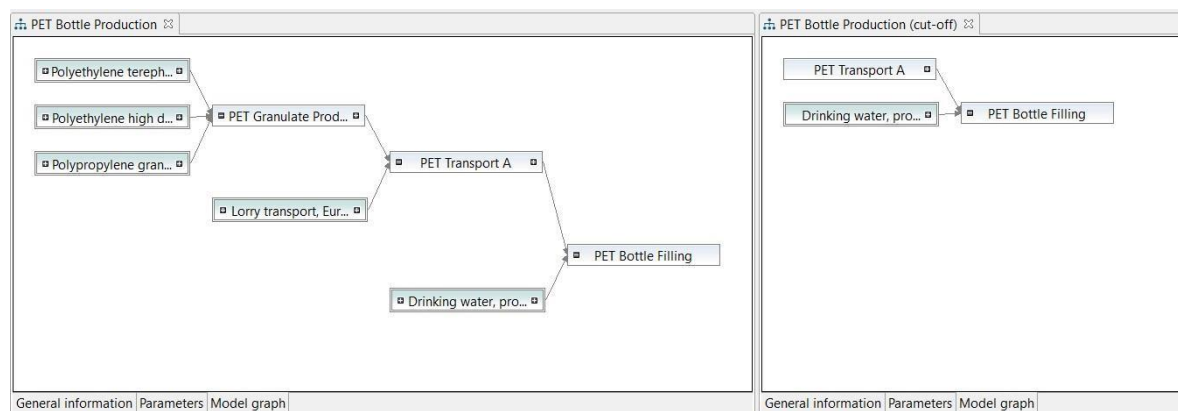 PET Bottle Production
Polyethylene tereph...
Polyethylene high d...
Polypropylene gran...
PET Granulate Prod...
Lorry transport, Eur...
PET Transport A
Drinking water, pro...
PET Bottle Filling
General information Parameters Model graph
PET Bottle Production (cut-off)
PET Transport A
Drinking water, pro...
PET Bottle Filling
General information Parameters Model graph